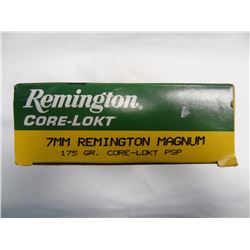 Remington
CORE-LOKT
7MM REMINGTON MAGNUM
175 GR. CORE-LOKT PSP